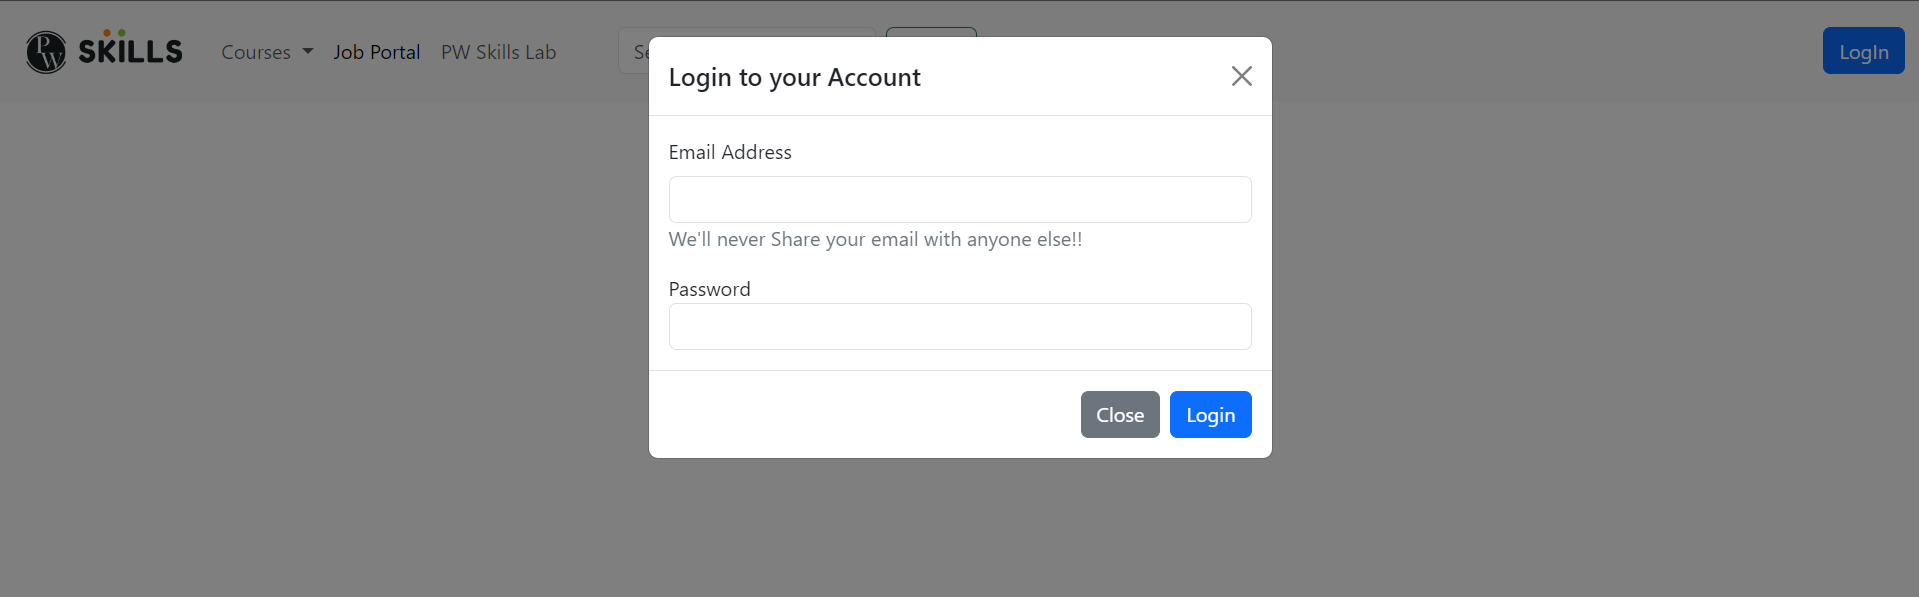 PW SKILLS
Courses
Job Portal
PW Skills Lab
LogIn
Login to your Account
Email Address
We'll never Share your email with anyone else!!
Password
Close
Login